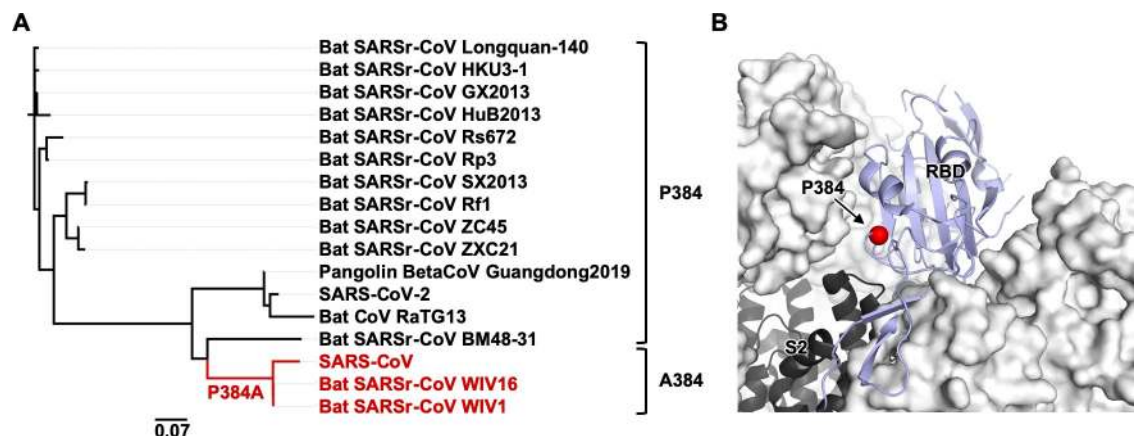 A
Bat SARSr-CoV Longquan-140
Bat SARSr-CoV HKU3-1
Bat SARSr-CoV GX2013
Bat SARSr-CoV HuB2013
Bat SARSr-CoV Rs672
Bat SARSr-CoV Rp3
Bat SARSr-CoV SX2013
Bat SARSr-CoV Rf1
Bat SARSr-CoV ZC45
Bat SARSr-CoV ZXC21
Pangolin BetaCoV Guangdong2019
SARS-CoV-2
Bat CoV RaTG13
Bat SARSr-CoV BM48-31
SARS-CoV
Bat SARSr-CoV WIV16
Bat SARSr-CoV WIV1
P384A
0.07
P384
A384
B
RBD
P384
S2